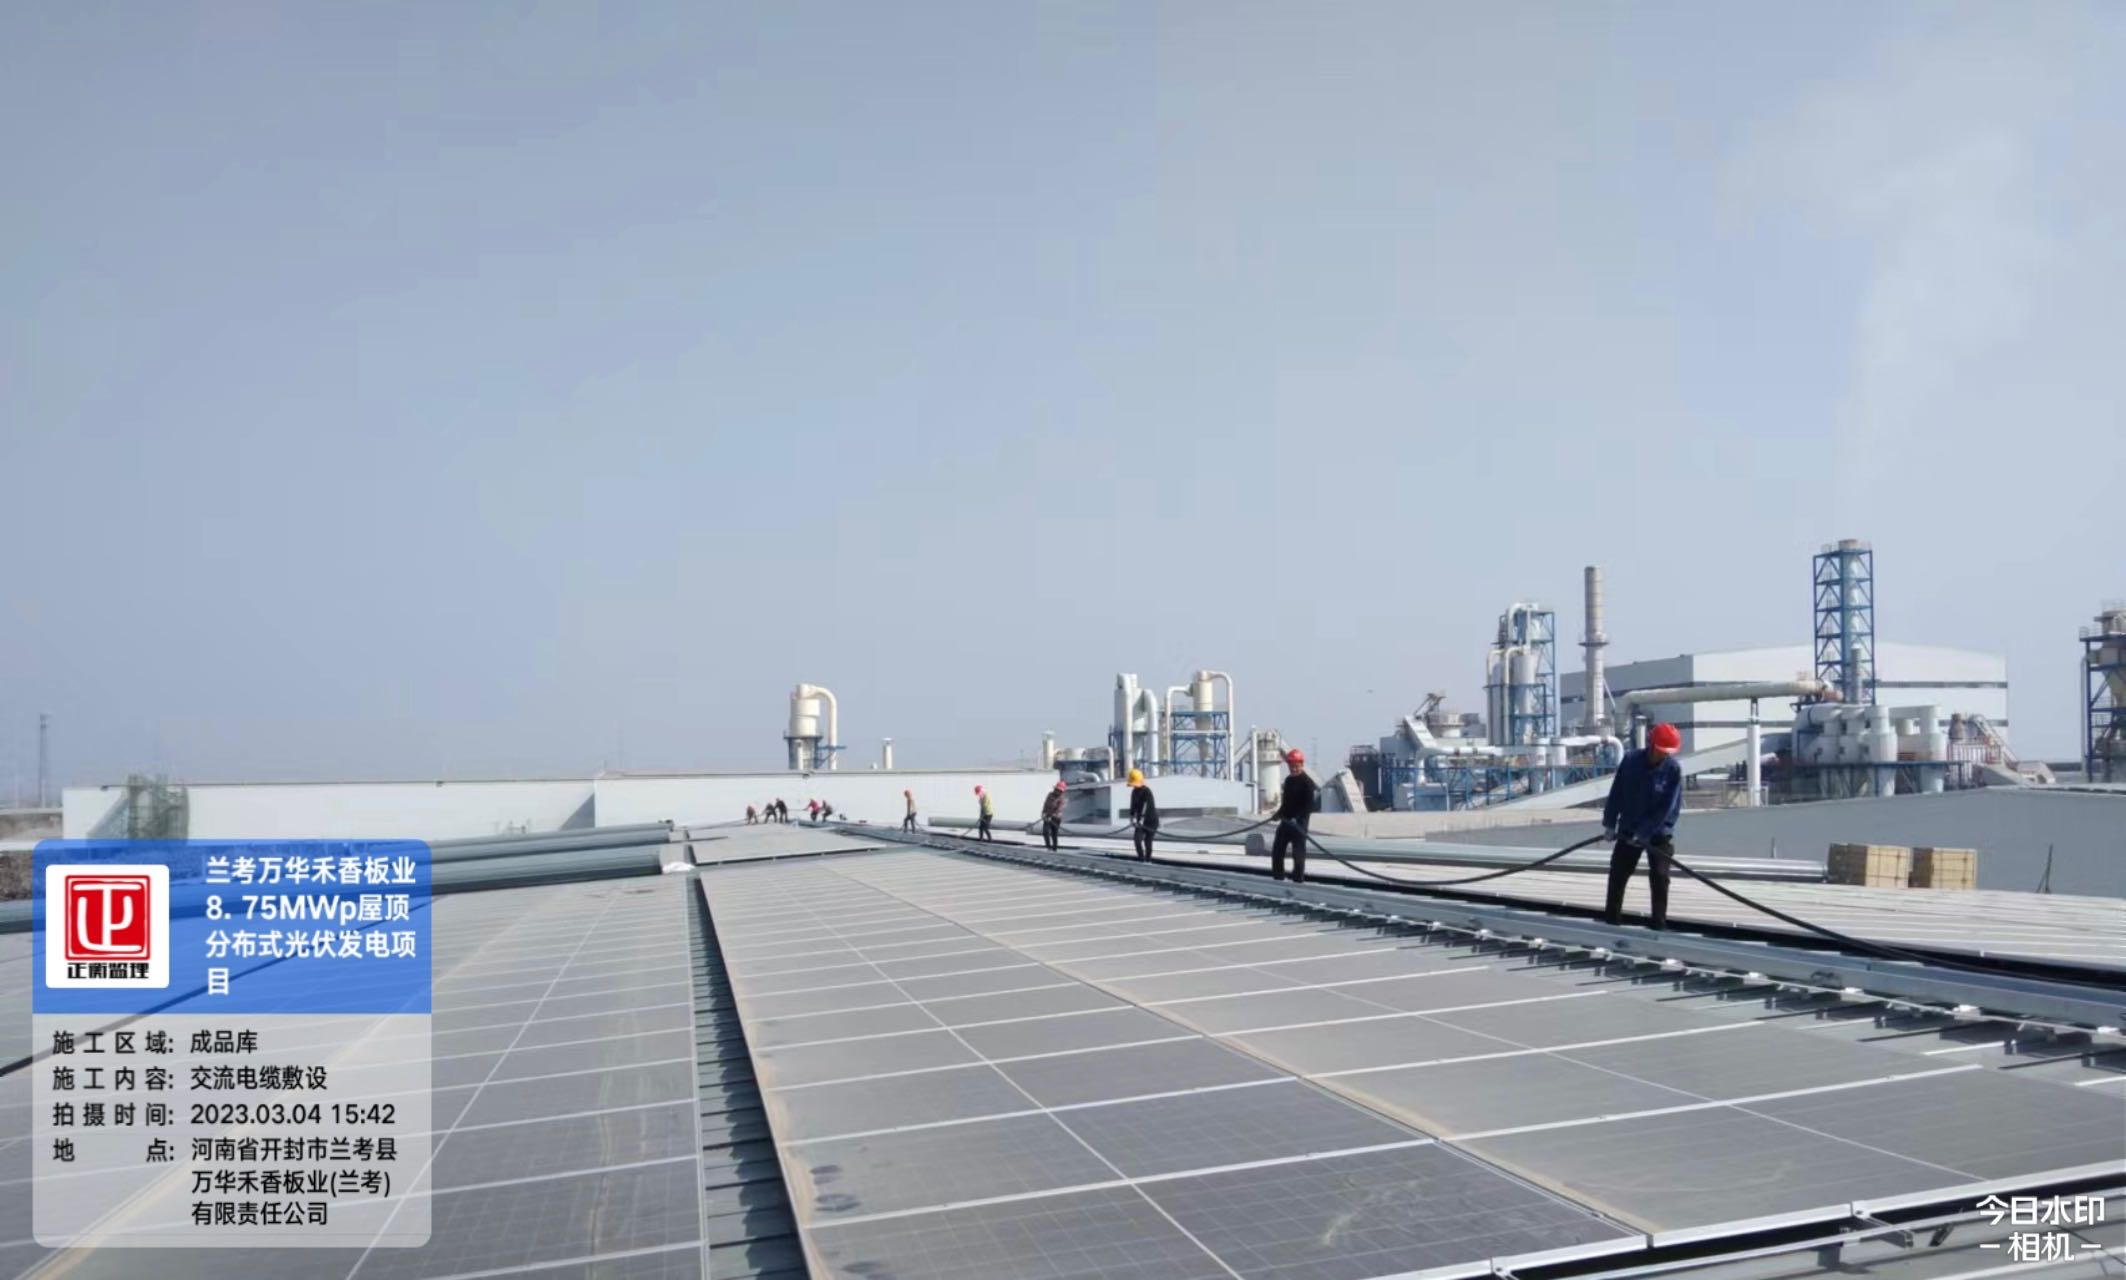 兰考万华禾香板业
8. 75MWp屋顶
分布式光伏发电项
目
正衡监理
施工区域: 成品库
施工内容: 交流电缆敷设
拍摄时间: 2023.03.04 15:42
地点: 河南省开封市兰考县
万华禾香板业(兰考)
有限责任公司
今日水印
-相机-